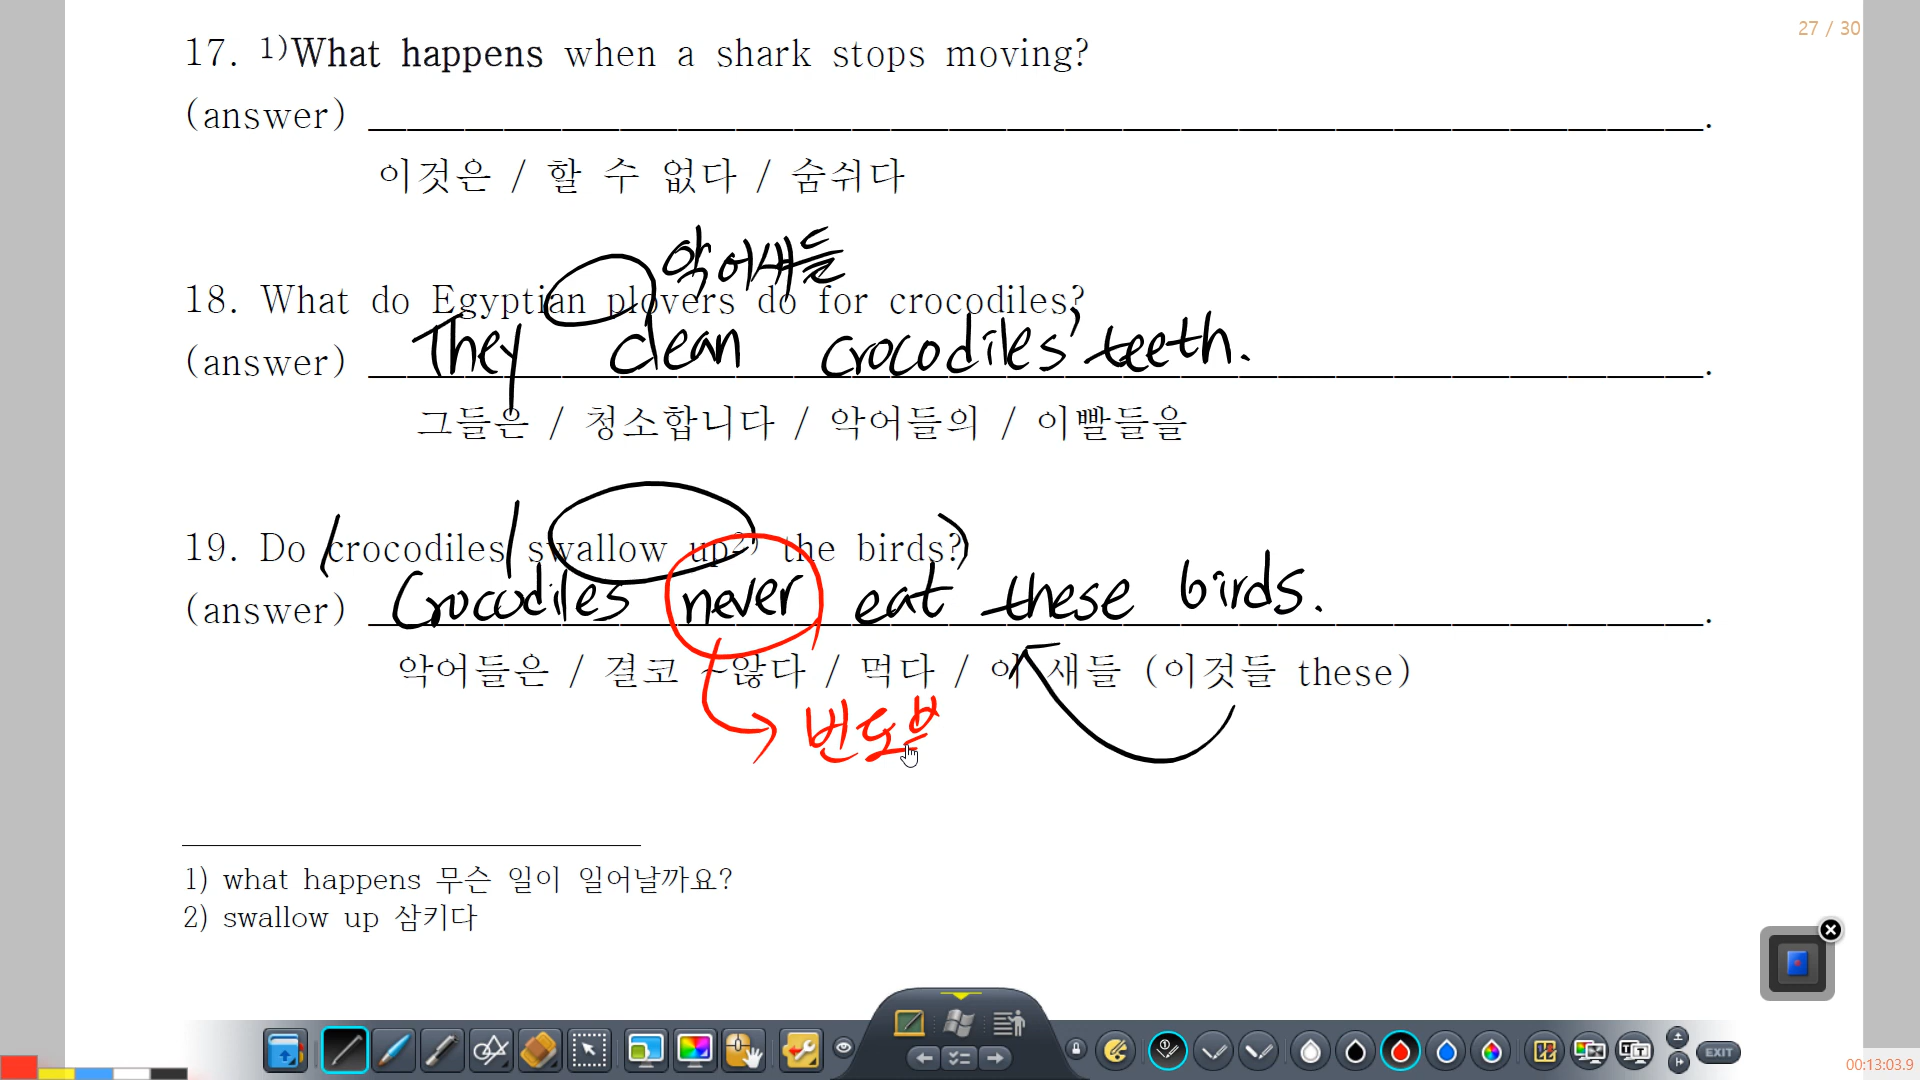 27 / 30
17. 1)What happens when a shark stops moving?
(answer) ____________________.
이것은 / 할 수 없다 / 숨쉬다
악어새들
18. What do Egyptian plovers do for crocodiles?
(answer) They clean crocodiles' teeth. .
그들은 / 청소합니다 / 악어들의 / 이빨들을
19. Do crocodiles swallow up2) the birds?
(answer) Crocodiles never eat these birds. .
악어들은 / 결코 ~않다 / 먹다 / 이 새들 (이것들 these)
빈도부
1) what happens 무슨 일이 일어날까요?
2) swallow up 삼키다
EXIT
00:13:03.9